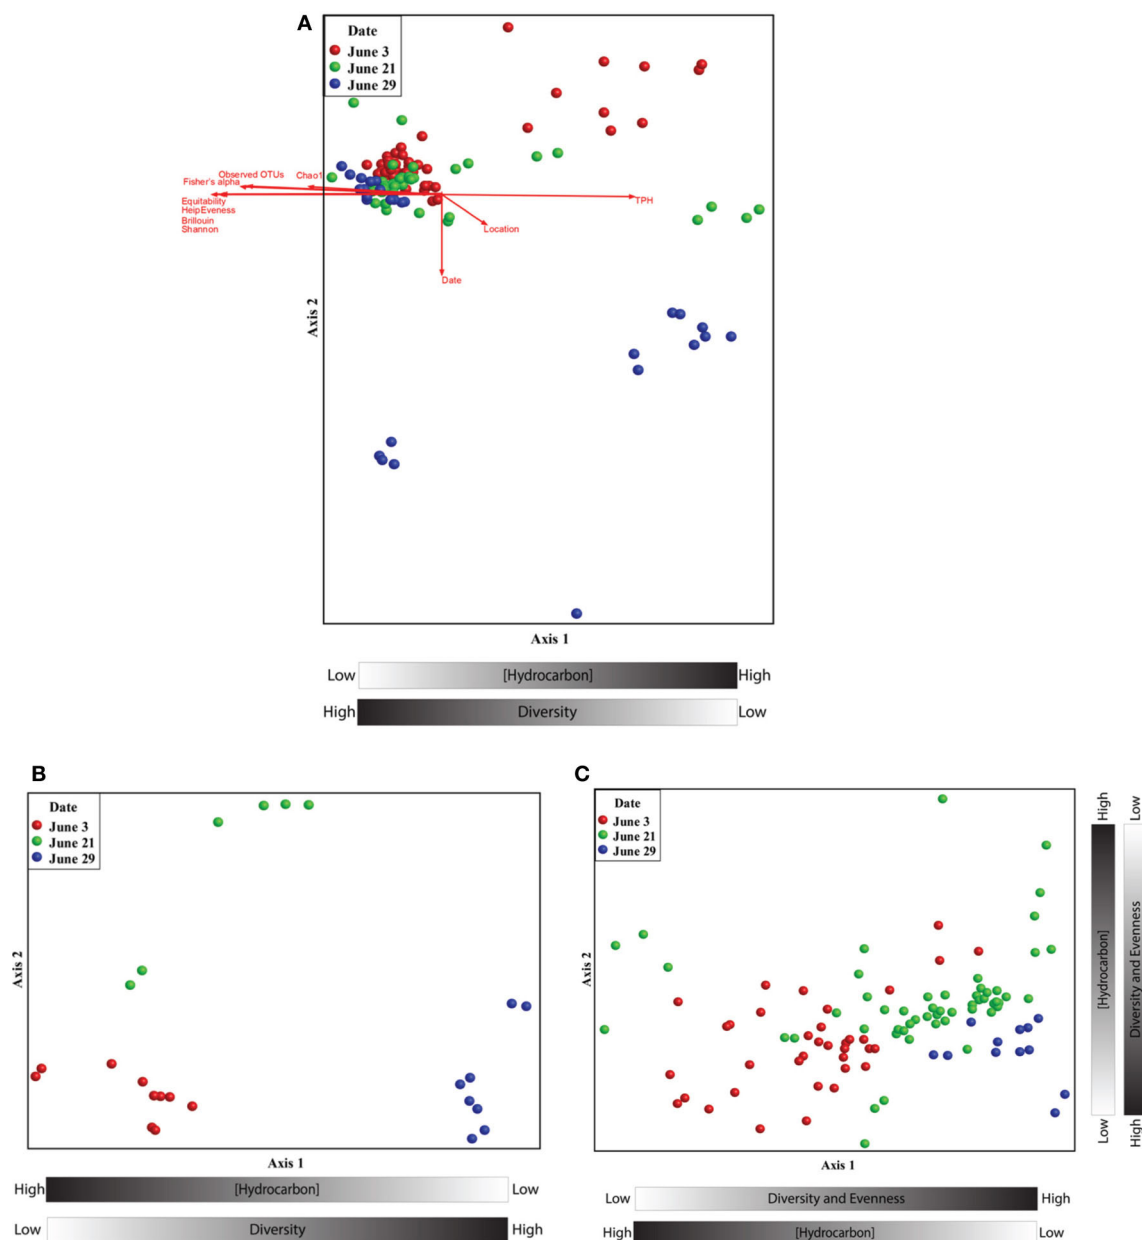 A
Date
June 3
June 21
June 29
Observed OTUs
Chao1
Fisher's alpha
Equitability
HeipEveness
Brillouin
Shannon
TPH
Location
Date
Axis 2
Axis 1
Low [Hydrocarbon] High
High Diversity Low
B
Date
June 3
June 21
June 29
Axis 2
Axis 1
High [Hydrocarbon] Low
Low Diversity High
C
Date
June 3
June 21
June 29
Axis 2
Axis 1
High [Hydrocarbon] Low
Low Diversity and Evenness High
Low Diversity and Evenness High
High [Hydrocarbon] Low